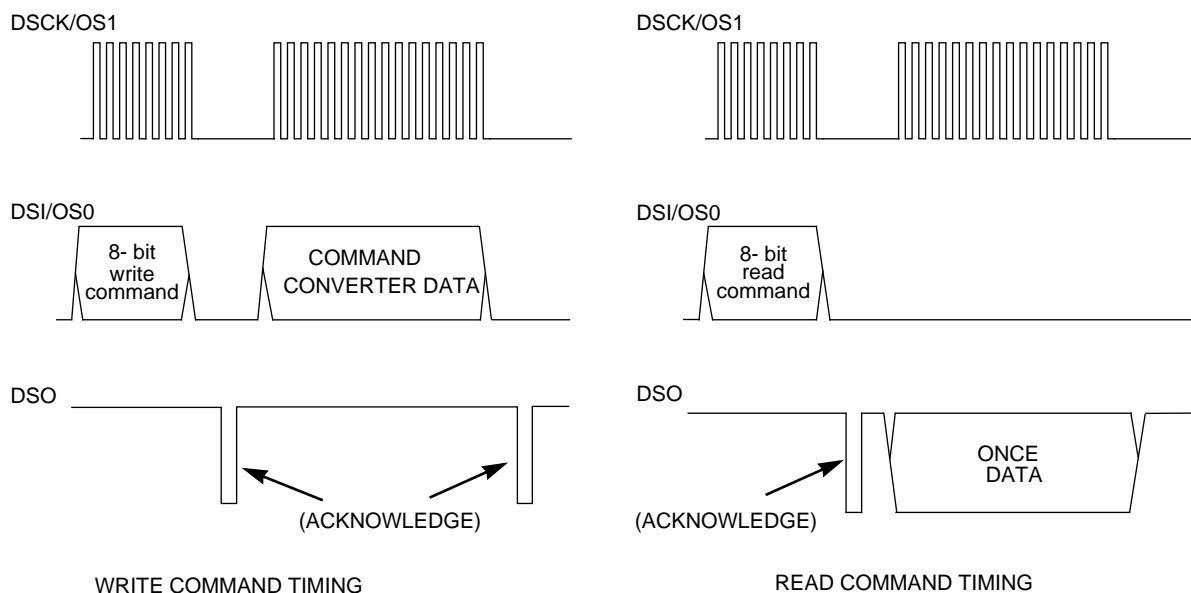 DSCK/OS1
DSI/OS0
8- bit
write
command
COMMAND
CONVERTER DATA
DSO
(ACKNOWLEDGE)
WRITE COMMAND TIMING
DSCK/OS1
DSI/OS0
8- bit
read
command
DSO
ONCE
DATA
(ACKNOWLEDGE)
READ COMMAND TIMING